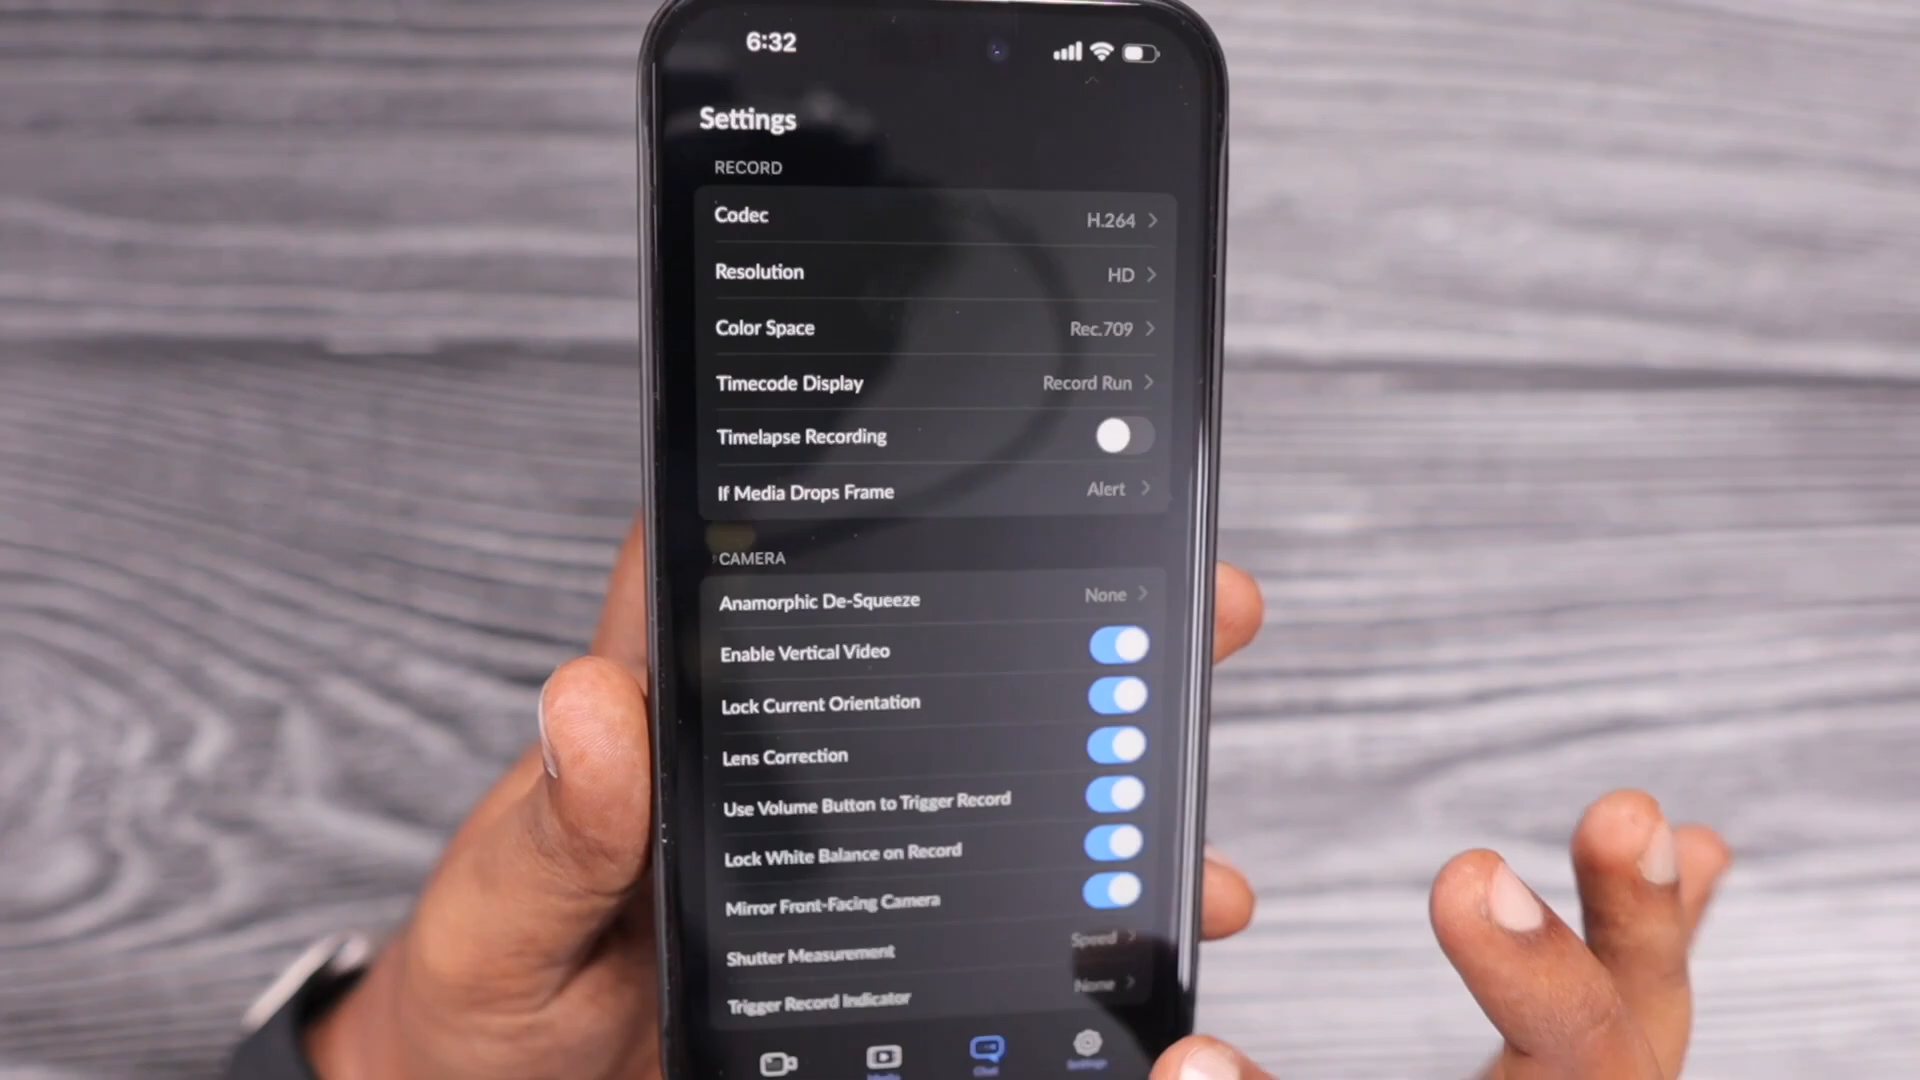 6:32
Settings
RECORD
Codec H.264
Resolution HD
Color Space Rec.709
Timecode Display Record Run
Timelapse Recording
If Media Drops Frame Alert
CAMERA
Anamorphic De-Squeeze None
Enable Vertical Video
Lock Current Orientation
Lens Correction
Use Volume Button to Trigger Record
Lock White Balance on Record
Mirror Front-Facing Camera
Shutter Measurement Speed
Trigger Record Indicator None
Media Chat Settings